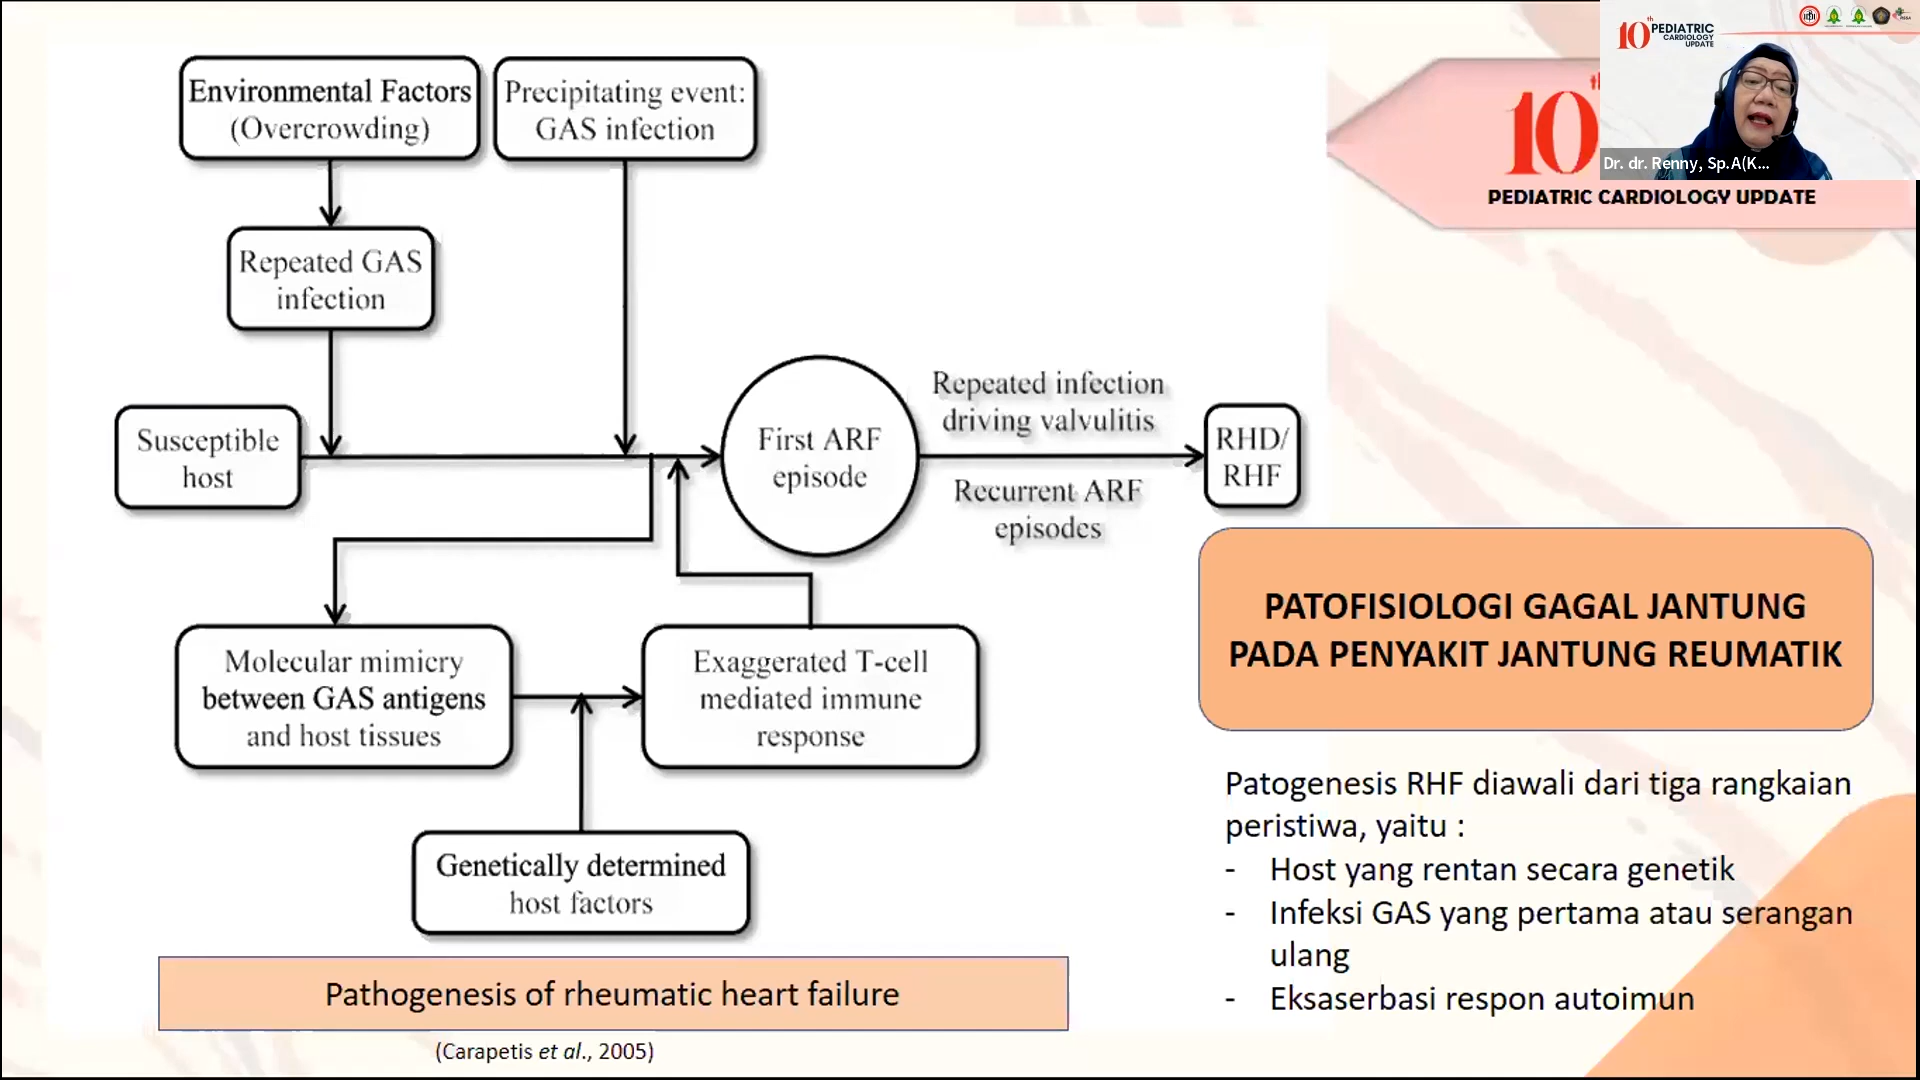 Environmental Factors
(Overcrowding)
Precipitating event:
GAS infection
Repeated GAS
infection
Susceptible
host
First ARF
episode
Repeated infection
driving valvulitis
Recurrent ARF
episodes
RHD/
RHF
Molecular mimicry
between GAS antigens
and host tissues
Exaggerated T-cell
mediated immune
response
Genetically determined
host factors
Pathogenesis of rheumatic heart failure
(Carapetis et al., 2005)
10th PEDIATRIC
CARDIOLOGY
UPDATE
Dr. dr. Renny, Sp.A(K...
10
PEDIATRIC CARDIOLOGY UPDATE
PATOFISIOLOGI GAGAL JANTUNG
PADA PENYAKIT JANTUNG REUMATIK
Patogenesis RHF diawali dari tiga rangkaian
peristiwa, yaitu :
- Host yang rentan secara genetik
- Infeksi GAS yang pertama atau serangan
ulang
- Eksaserbasi respon autoimun